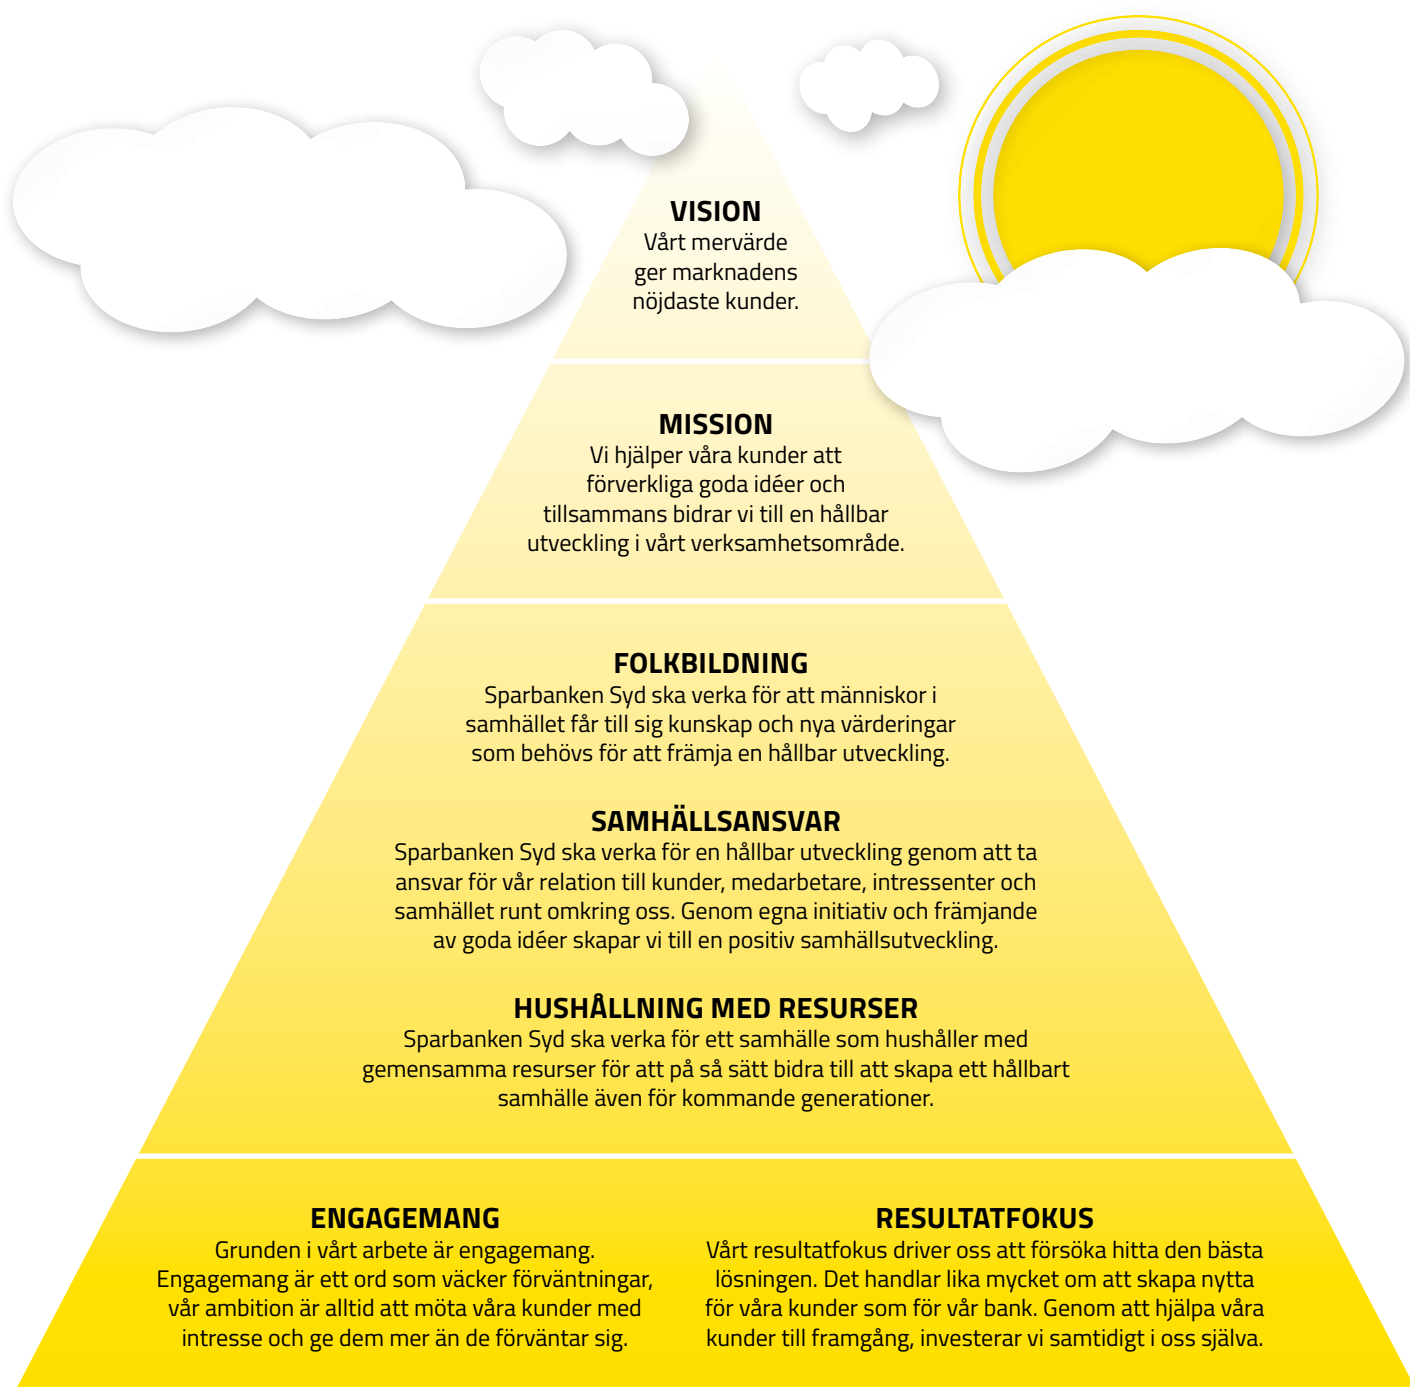 VISION
Vårt mervärde
ger marknadens
nöjdaste kunder.
MISSION
Vi hjälper våra kunder att
förverkliga goda idéer och
tillsammans bidrar vi till en hållbar
utveckling i vårt verksamhetsområde.
FOLKBILDNING
Sparbanken Syd ska verka för att människor i
samhället får till sig kunskap och nya värderingar
som behövs för att främja en hållbar utveckling.
SAMHÄLLSANSVAR
Sparbanken Syd ska verka för en hållbar utveckling genom att ta
ansvar för vår relation till kunder, medarbetare, intressenter och
samhället runt omkring oss. Genom egna initiativ och främjande
av goda idéer skapar vi till en positiv samhällsutveckling.
HUSHÅLLNING MED RESURSER
Sparbanken Syd ska verka för ett samhälle som hushåller med
gemensamma resurser för att på så sätt bidra till att skapa ett hållbart
samhälle även för kommande generationer.
ENGAGEMANG
Grunden i vårt arbete är engagemang.
Engagemang är ett ord som väcker förväntningar,
vår ambition är alltid att möta våra kunder med
intresse och ge dem mer än de förväntar sig.
RESULTATFOKUS
Vårt resultatfokus driver oss att försöka hitta den bästa
lösningen. Det handlar lika mycket om att skapa nytta
för våra kunder som för vår bank. Genom att hjälpa våra
kunder till framgång, investerar vi samtidigt i oss själva.